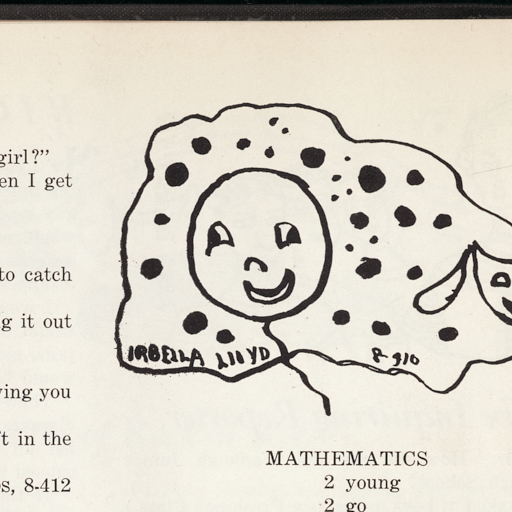 girl?"
en I get
to catch
g it out
ving you
't in the
s, 8-412
IRBELLA LLOYD
8-910
MATHEMATICS
2 young
2 go